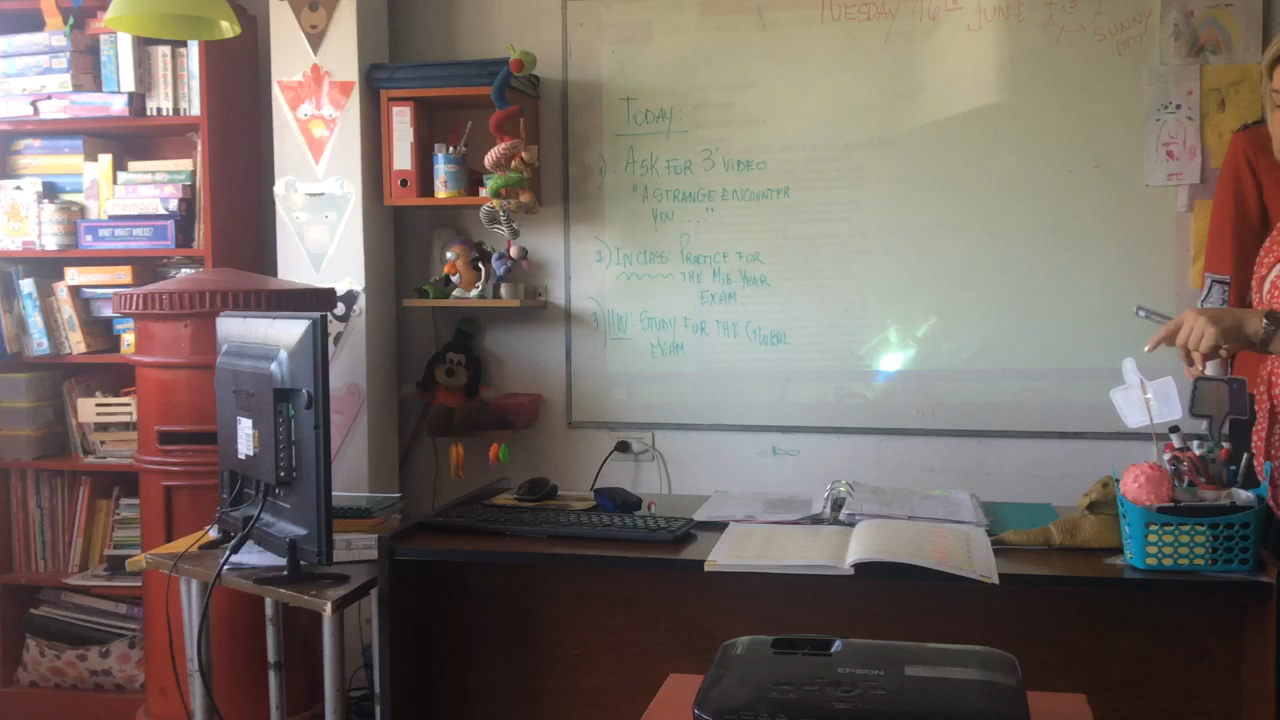 TUESDAY 16TH JUNE
SUNNY
HOT
TODAY:
1). ASK FOR 3' VIDEO
"A STRANGE ENCOUNTER
YOU ...."
2) IN CLASS: PRACTICE FOR
THE MID-YEAR
EXAM.
3) HW: STUDY FOR THE GLOBAL
EXAM
memory
WHAT? WHAT? WHERE?
EPSON